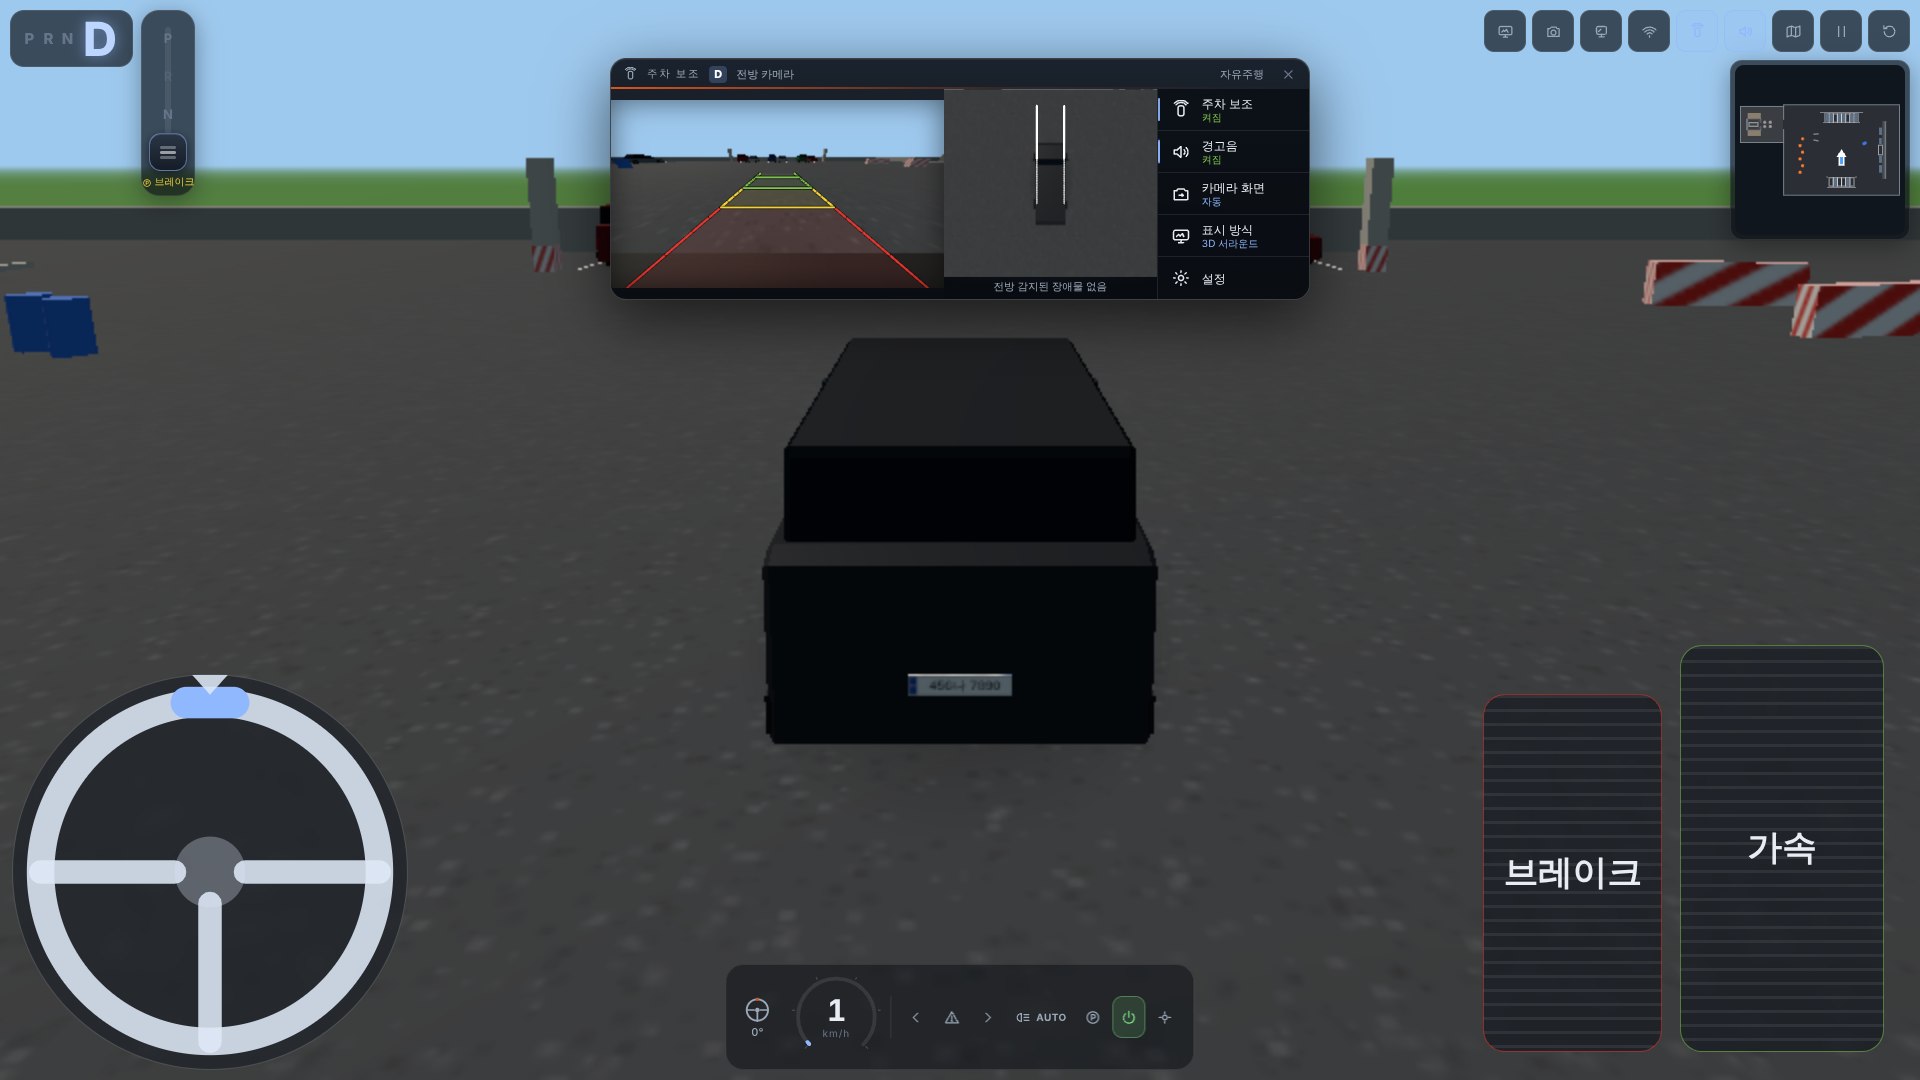 P R N D
P
R
N
Ⓟ 브레이크
주차 보조 D 전방 카메라
자유주행
주차 보조
켜짐
경고음
켜짐
카메라 화면
자동
표시 방식
3D 서라운드
설정
전방 감지된 장애물 없음
브레이크
가속
0°
1
km/h
AUTO
P